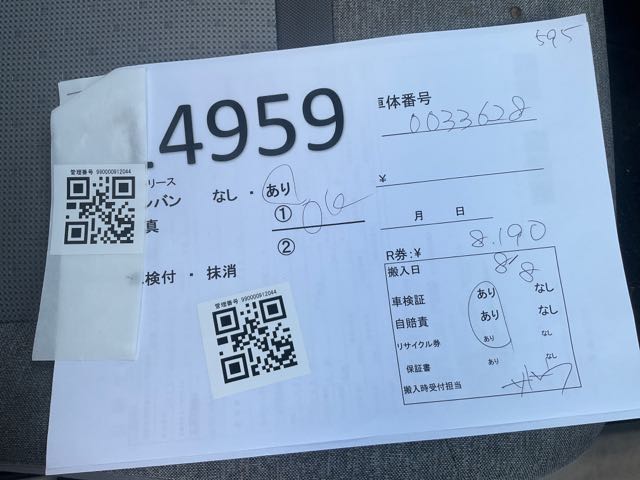 595
4959
車体番号
0033628
管理番号 990000912044
リース
ンバン なし ・ あり
¥
真
①
②
月 日
R券:¥ 8.190
検付 ・ 抹消
搬入日 8/8
車検証 あり なし
自賠責 あり なし
リサイクル券 あり なし
保証書 あり なし
搬入時受付担当
管理番号 990000912044